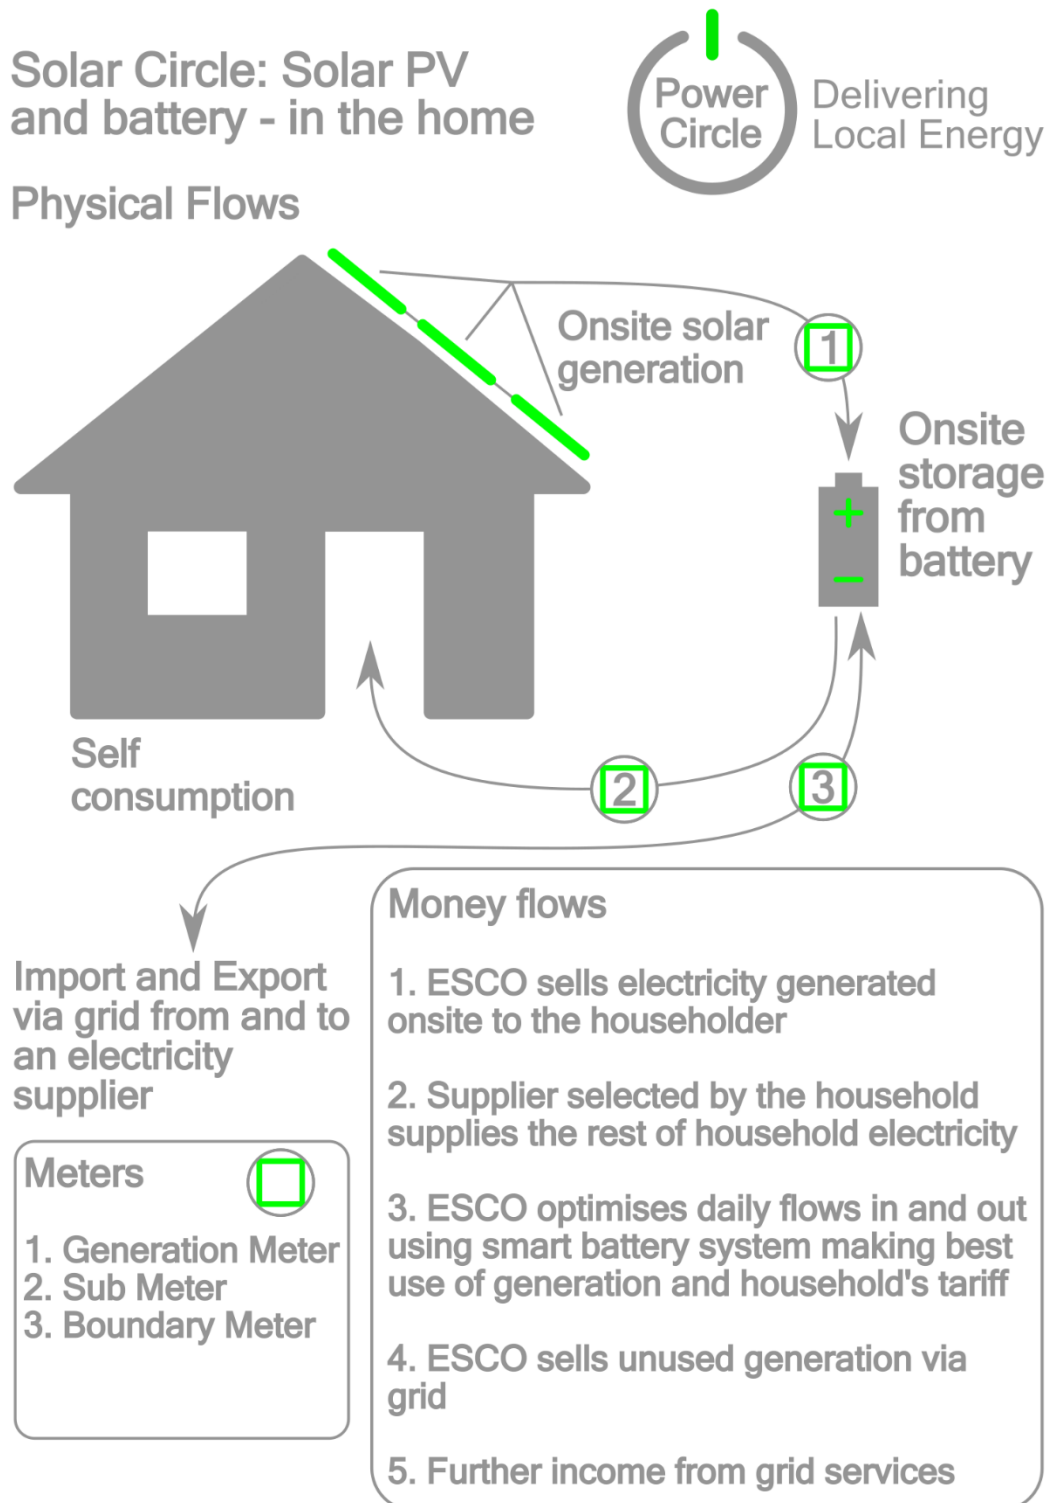 Solar Circle: Solar PV
and battery - in the home
Power
Circle
Delivering
Local Energy
Physical Flows
Onsite solar
generation
1
Onsite
storage
from
battery
+
–
Self
consumption
2
3
Import and Export
via grid from and to
an electricity
supplier
Meters
1. Generation Meter
2. Sub Meter
3. Boundary Meter
Money flows
1. ESCO sells electricity generated
onsite to the householder
2. Supplier selected by the household
supplies the rest of household electricity
3. ESCO optimises daily flows in and out
using smart battery system making best
use of generation and household's tariff
4. ESCO sells unused generation via
grid
5. Further income from grid services